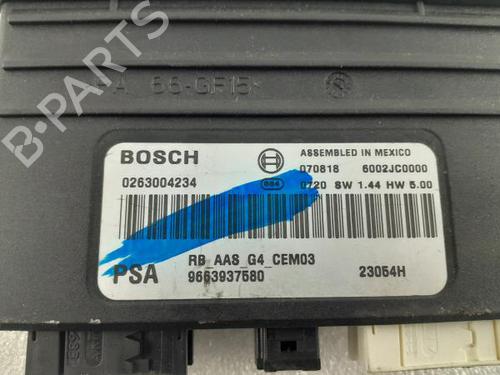 B-PARTS
A 66-GF15
BOSCH
ASSEMBLED IN MEXICO
070818 6002JC0000
0263004234
0720 SW 1.44 HW 5.00
PSA
RB_AAS_G4_CEM03
9663937580
23054H